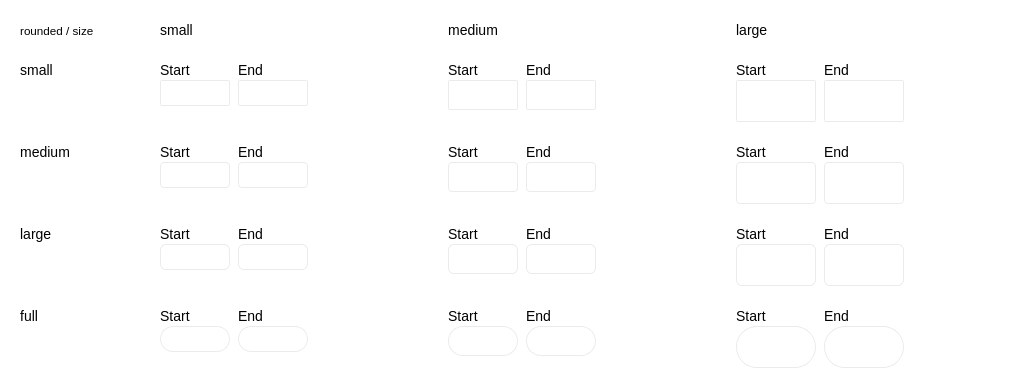 rounded / size small medium large
small Start End Start End Start End
medium Start End Start End Start End
large Start End Start End Start End
full Start End Start End Start End